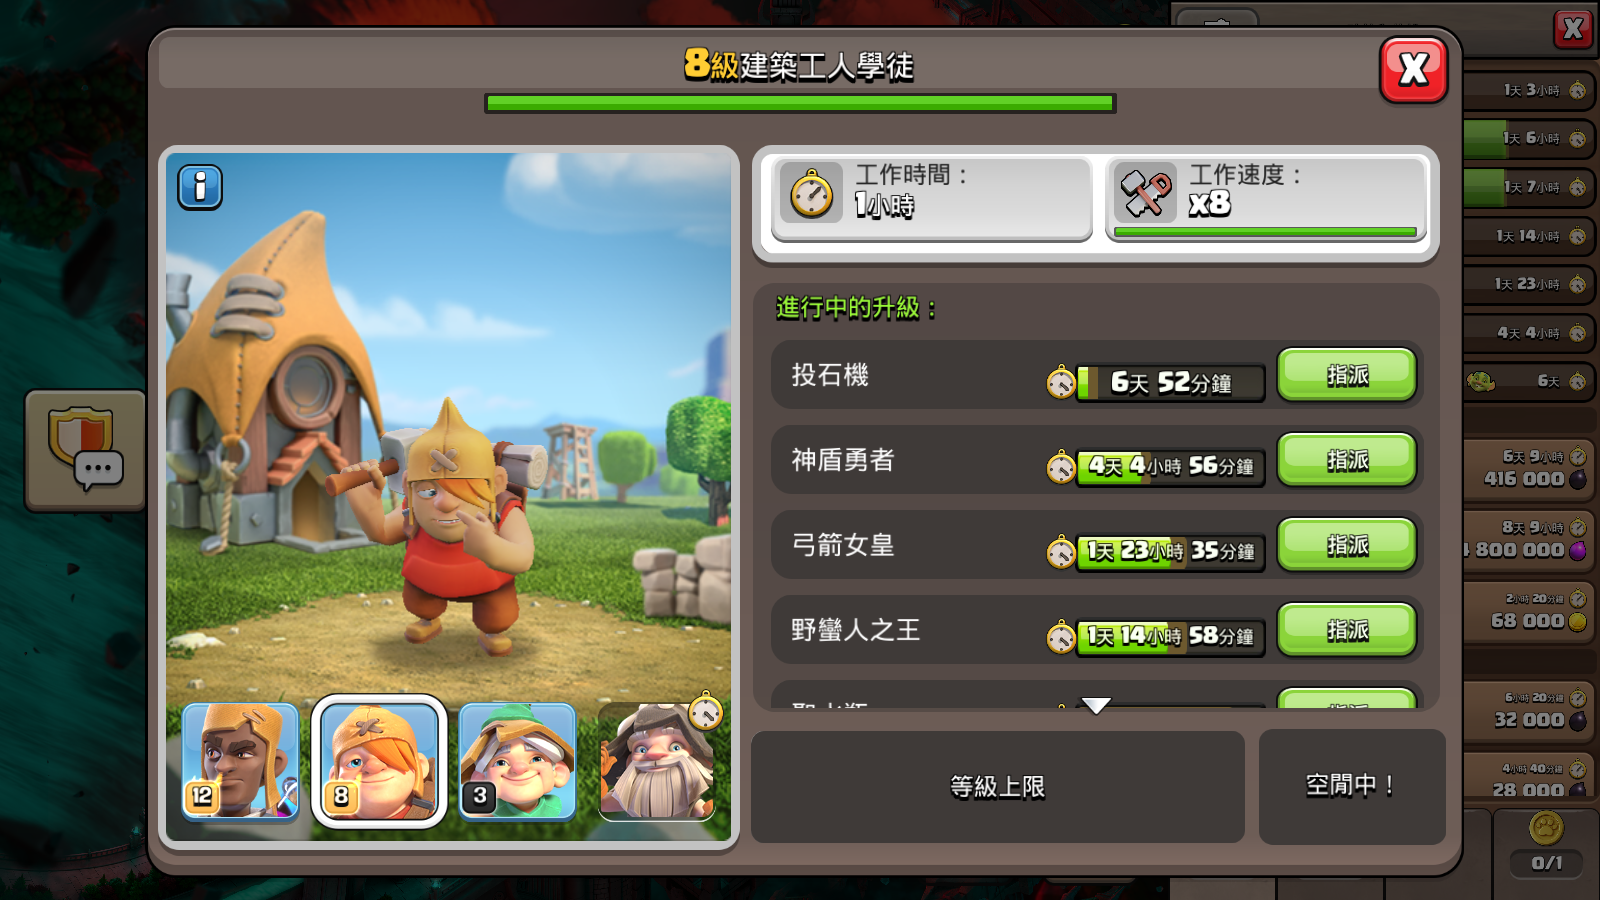 8級建築工人學徒
X
X
i
工作時間：
1小時
工作速度：
x8
進行中的升級：
投石機
6天 52分鐘
指派
神盾勇者
4天 4小時 56分鐘
指派
弓箭女皇
1天 23小時 35分鐘
指派
野蠻人之王
1天 14小時 58分鐘
指派
12
8
3
等級上限
空閒中！
1天 3小時
1天 6小時
1天 7小時
1天 14小時
1天 23小時
4天 4小時
6天
6天 9小時
416 000
8天 9小時
800 000
2小時 20分鐘
68 000
6小時 20分鐘
32 000
4小時 40分鐘
28 000
0/1